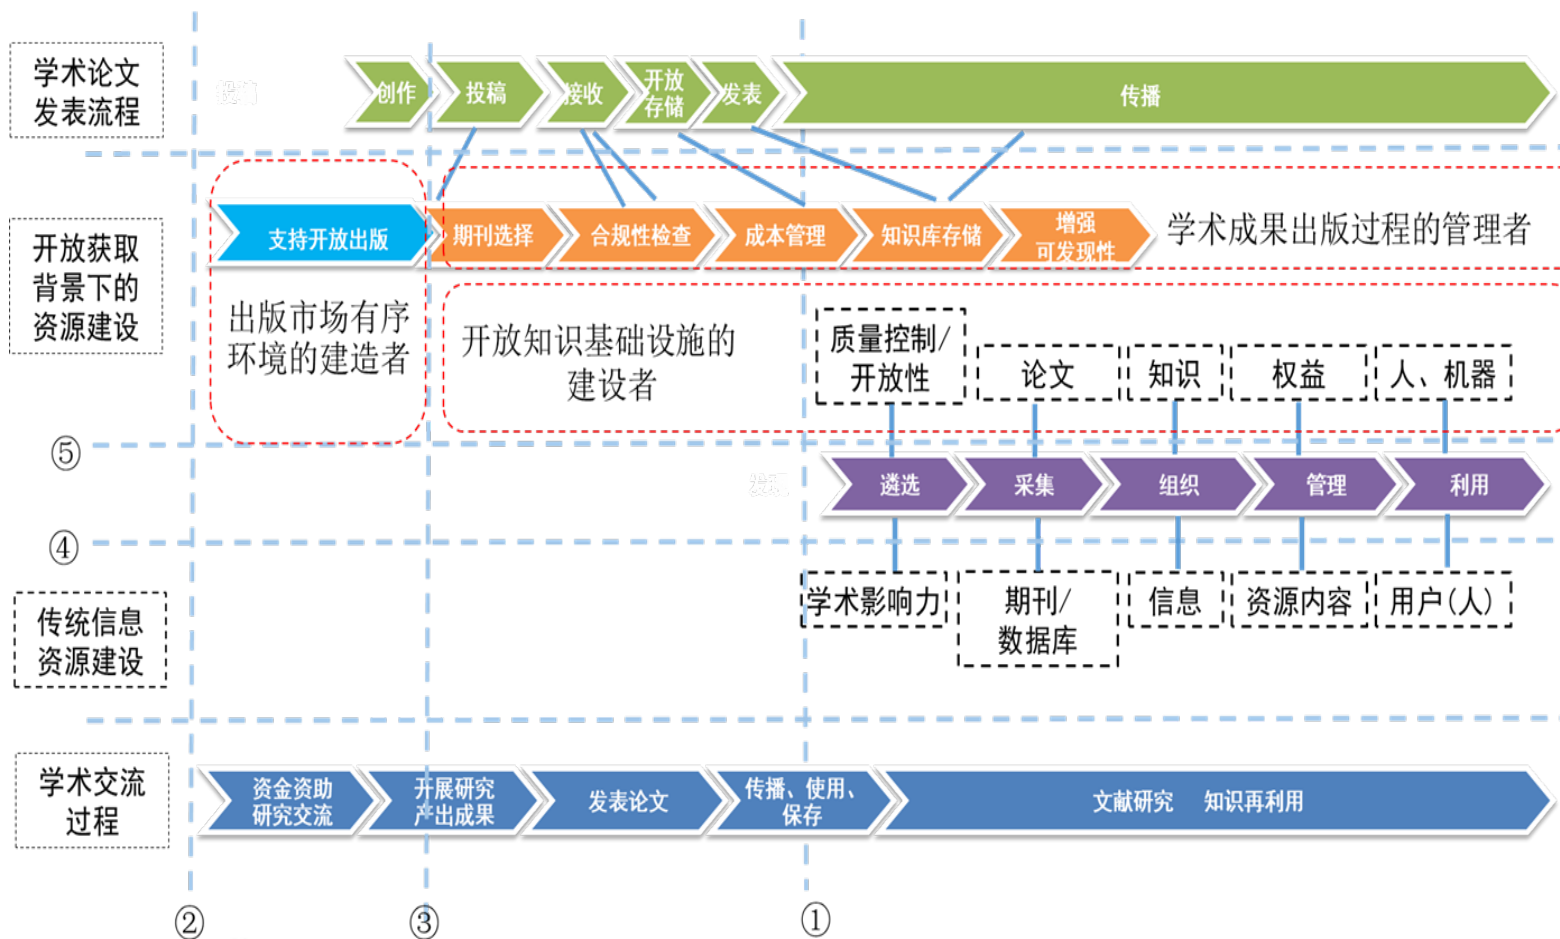 学术论文
发表流程
投稿
创作
投稿
接收
开放
存储
发表
传播
开放获取
背景下的
资源建设
支持开放出版
期刊选择
合规性检查
成本管理
知识库存储
增强
可发现性
学术成果出版过程的管理者
出版市场有序
环境的建造者
开放知识基础设施的
建设者
质量控制/
开放性
论文
知识
权益
人、机器
⑤
发现
遴选
采集
组织
管理
利用
④
传统信息
资源建设
学术影响力
期刊/
数据库
信息
资源内容
用户(人)
学术交流
过程
资金资助
研究交流
开展研究
产出成果
发表论文
传播、使用、
保存
文献研究 知识再利用
②
③
①